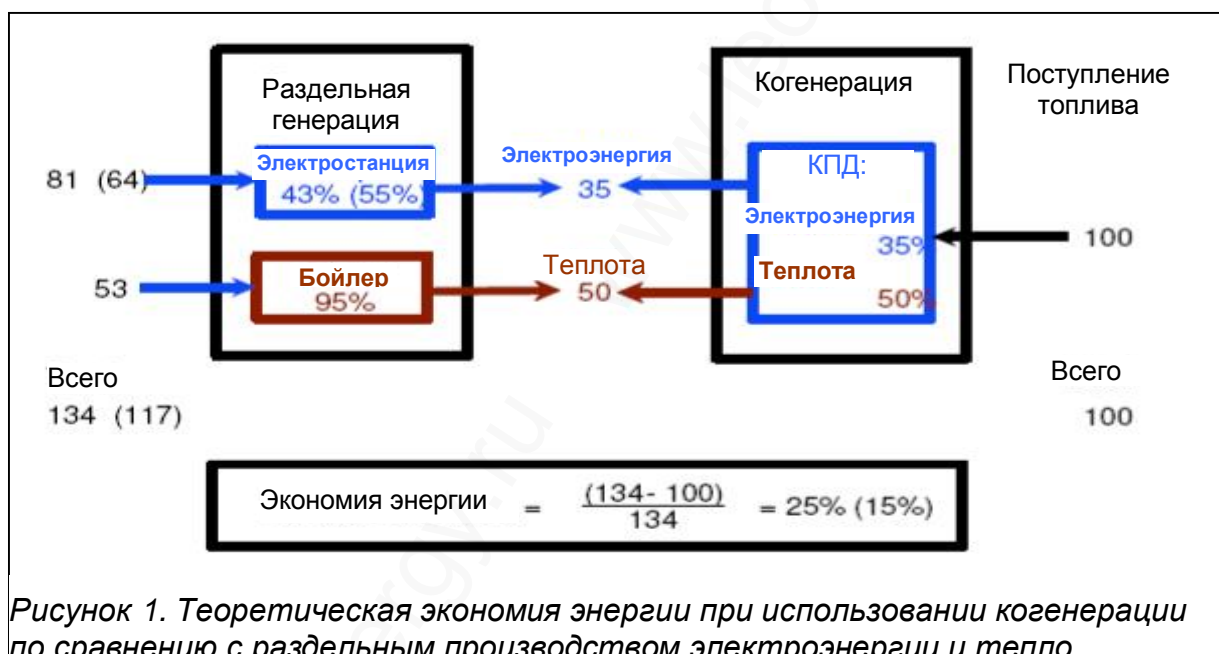 Раздельная генерация
Когенерация
Поступление топлива
81 (64)
Электростанция
43% (55%)
Электроэнергия
35
КПД:
Электроэнергия
35%
100
53
Бойлер
95%
Теплота
50
Теплота
50%
Всего
134 (117)
Всего
100
Экономия энергии = (134- 100) / 134 = 25% (15%)
Рисунок 1. Теоретическая экономия энергии при использовании когенерации
по сравнению с раздельным производством электроэнергии и тепло